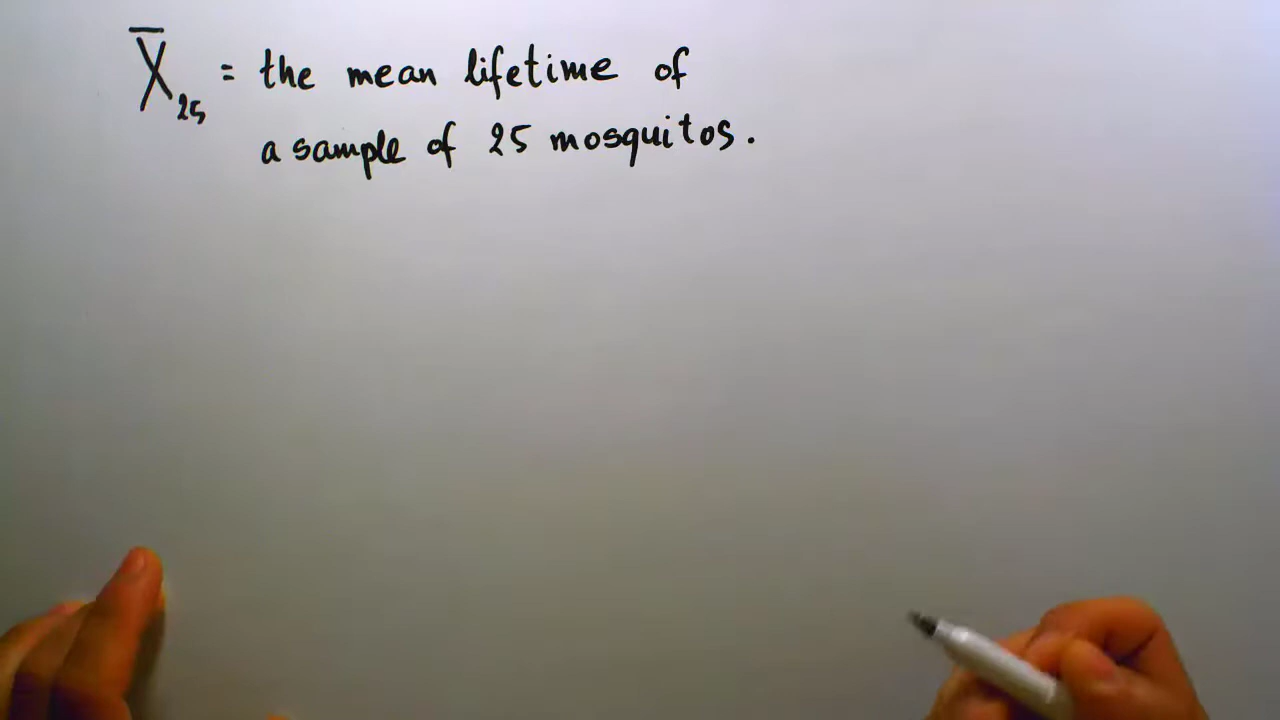 X̄₂₅ = the mean lifetime of
a sample of 25 mosquitos.